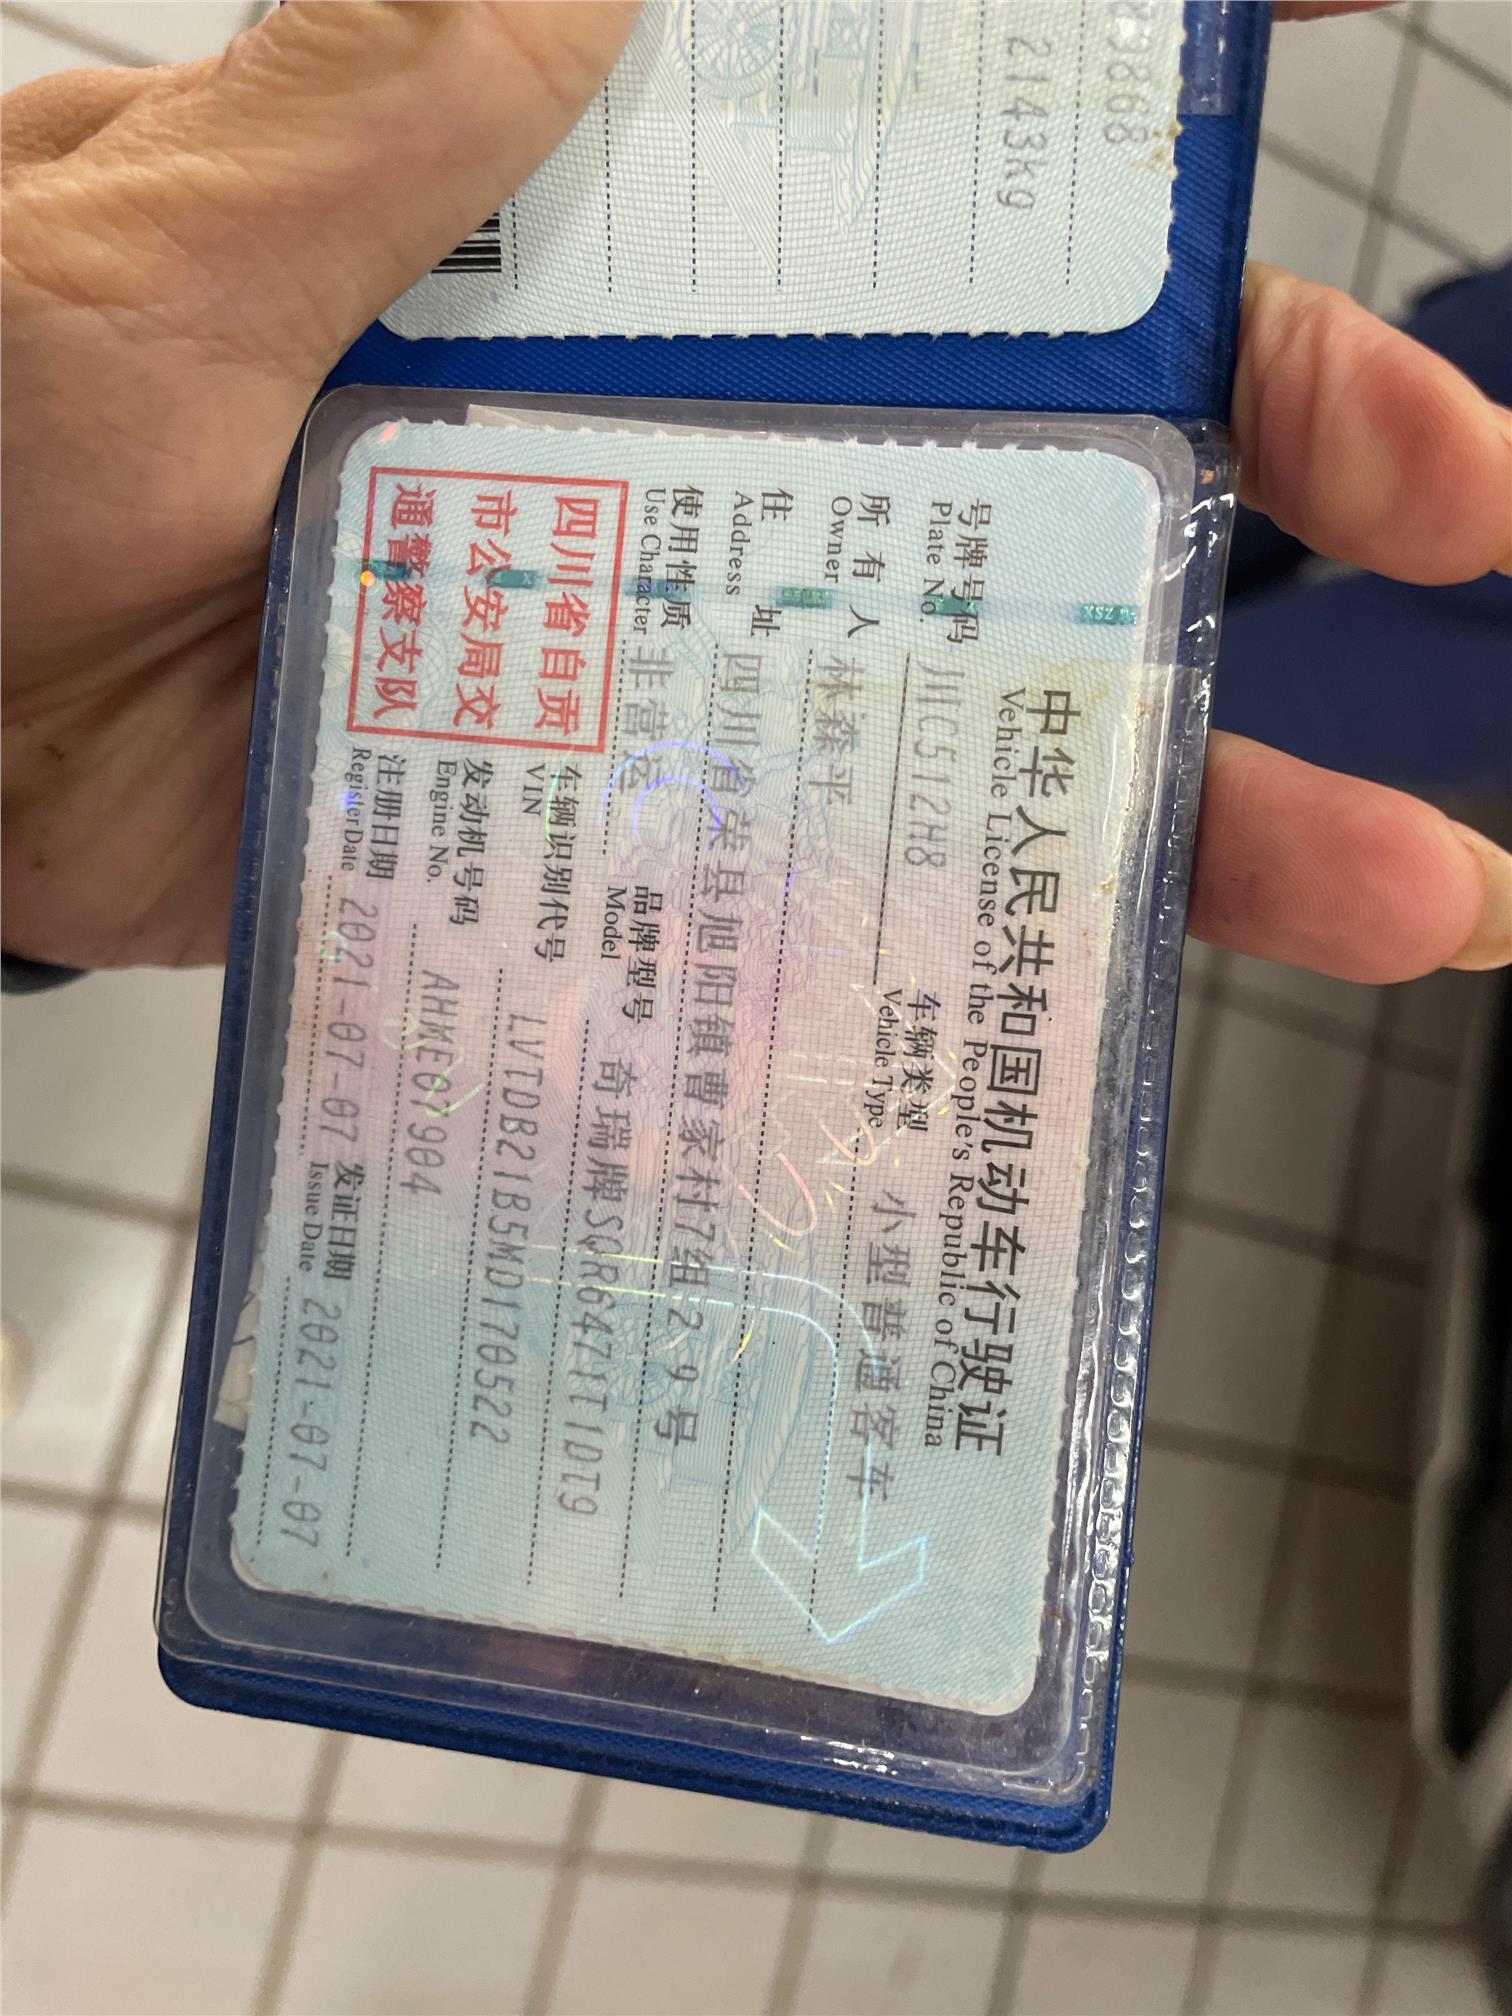 83868
2143kg
中华人民共和国机动车行驶证
Vehicle License of the People's Republic of China
号牌号码 川C512H8 车辆类型 小型普通客车
Plate No. Vehicle Type
所有人 林森平
Owner
住址 四川省荣县旭阳镇曹家村7组29号
Address
使用性质 非营运 品牌型号 奇瑞牌SQR6471T1DT9
Use Character Model
四川省自贡
市公安局交
通警察支队
车辆识别代号 LVTDB21B5MD170522
VIN
发动机号码 AHME07904
Engine No.
注册日期 2021-07-07 发证日期 2021-07-07
Register Date Issue Date